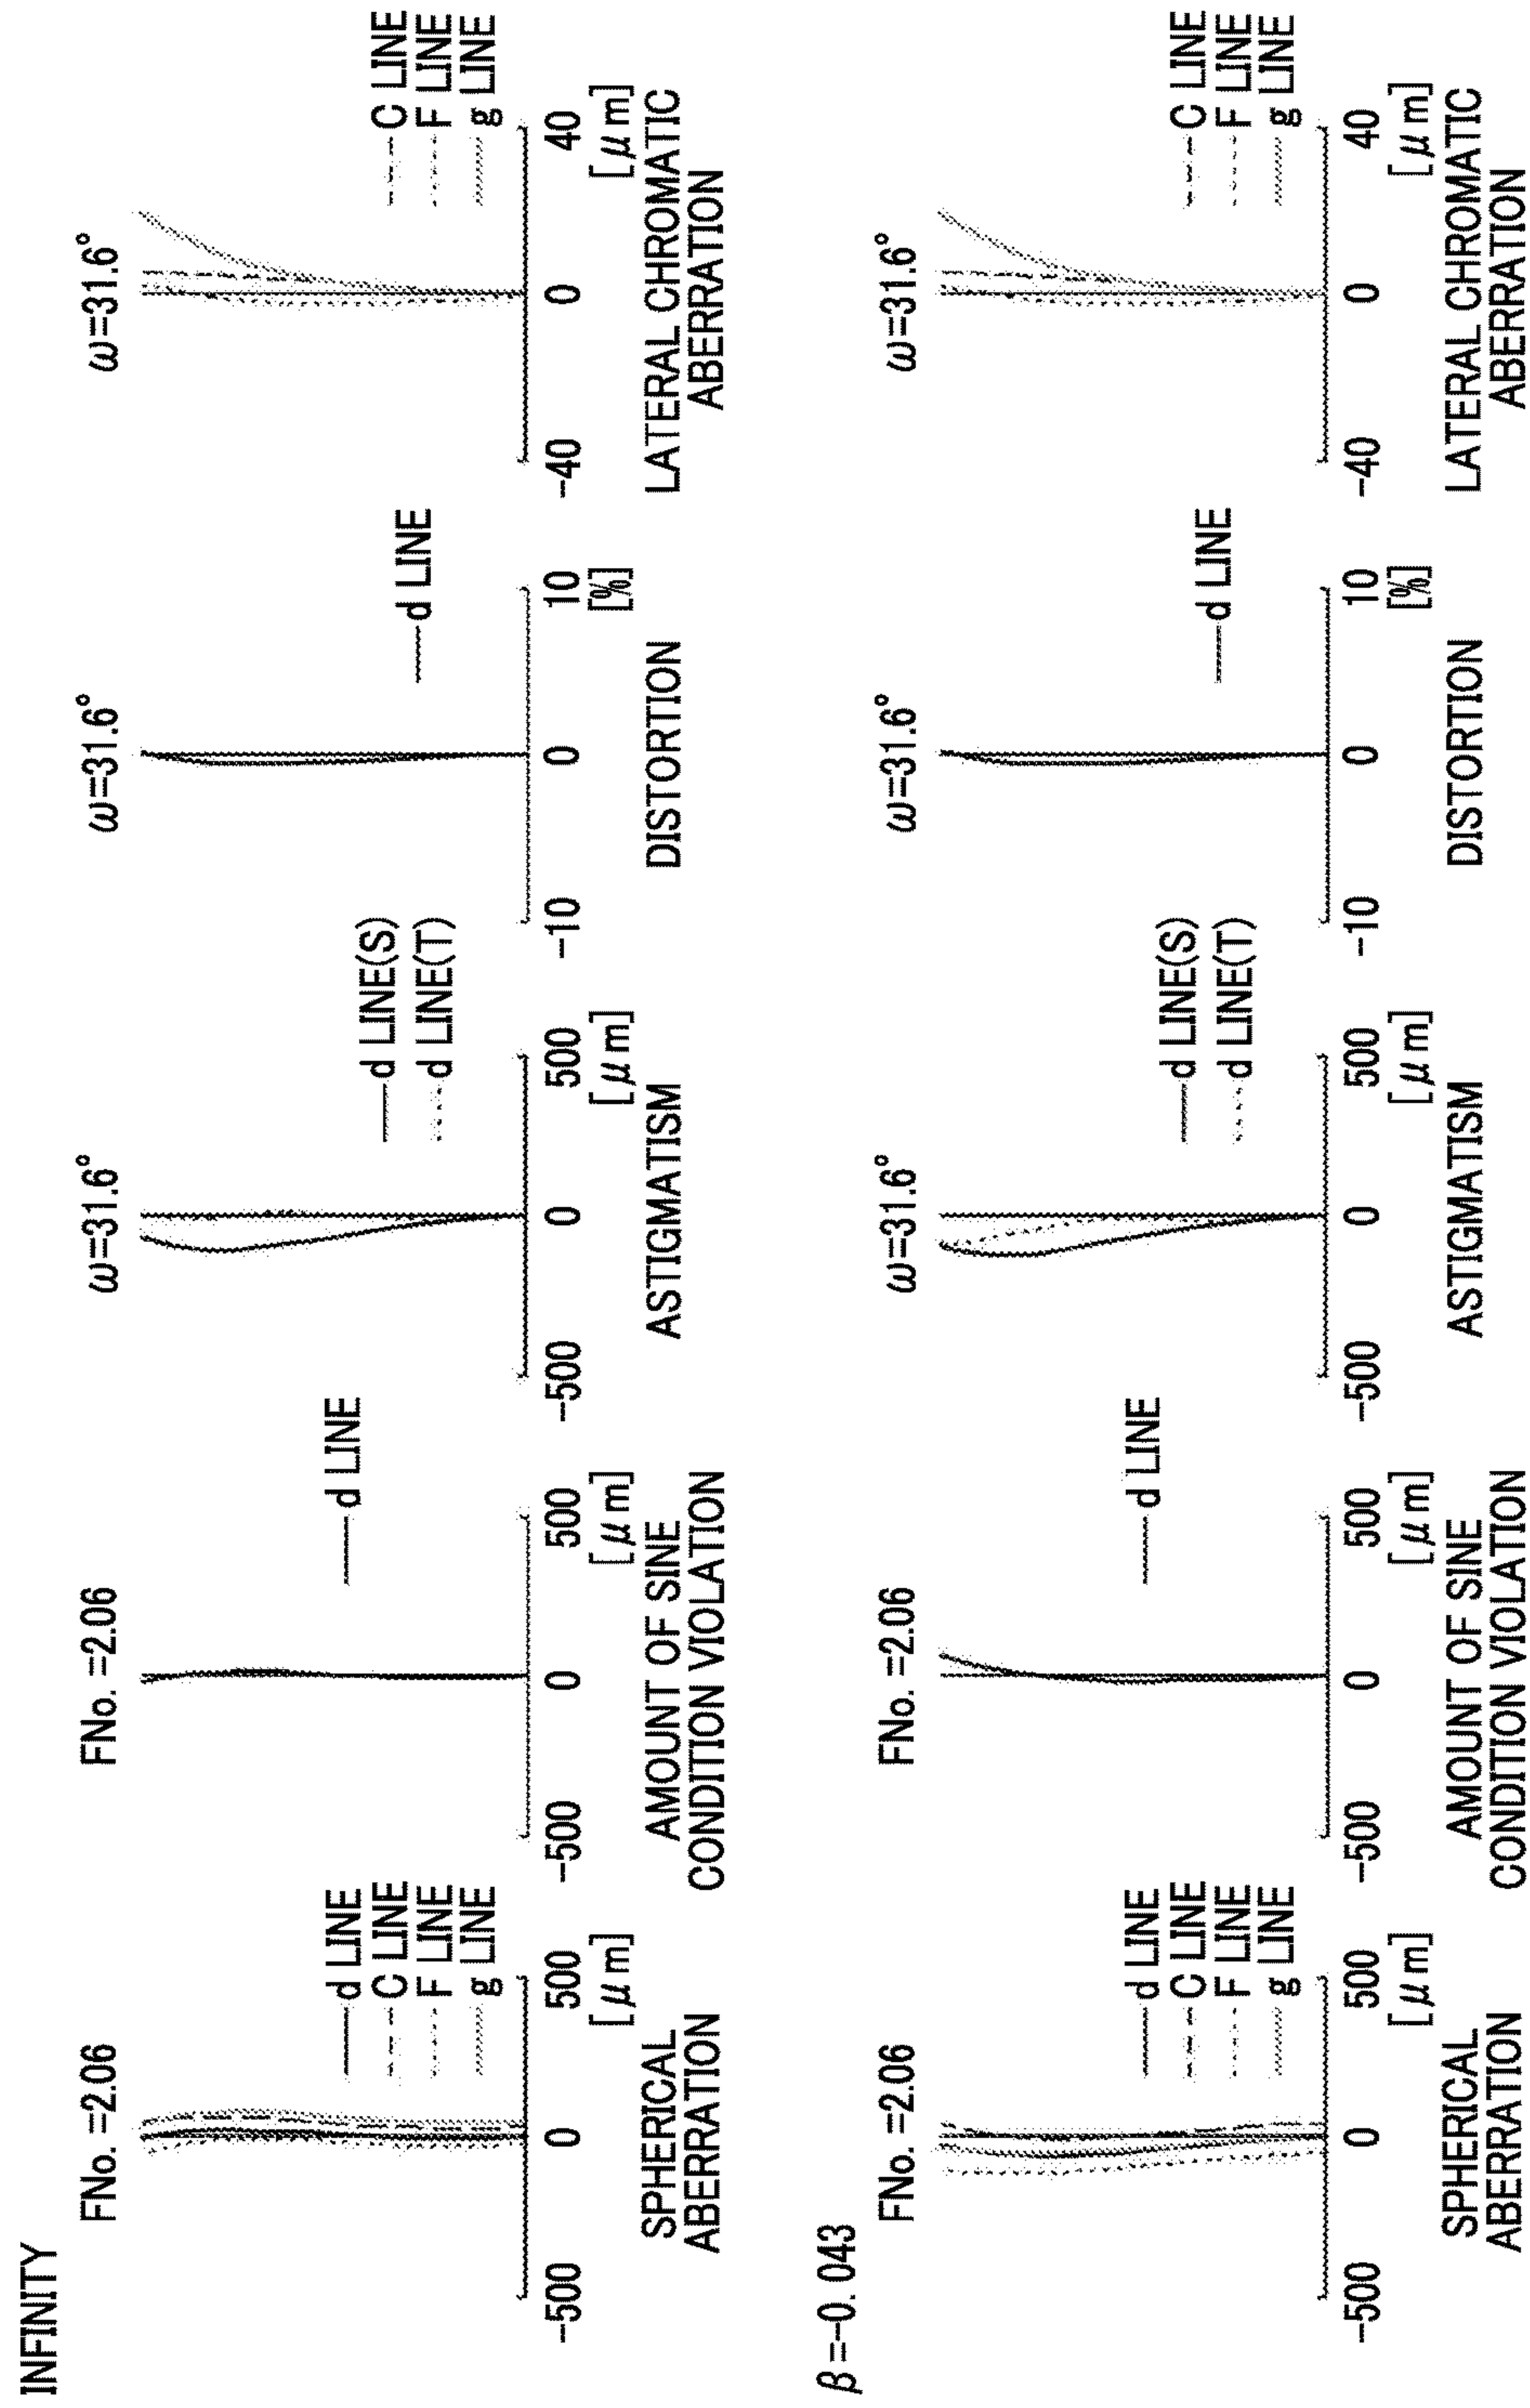 INFINITY
FNo. =2.06
d LINE
C LINE
F LINE
g LINE
-500
0
500
[μm]
SPHERICAL
ABERRATION
FNo. =2.06
d LINE
-500
0
500
[μm]
AMOUNT OF SINE
CONDITION VIOLATION
ω=31.6°
d LINE(S)
d LINE(T)
-500
0
500
[μm]
ASTIGMATISM
ω=31.6°
d LINE
-10
0
10
[%]
DISTORTION
ω=31.6°
C LINE
F LINE
g LINE
-40
0
40
[μm]
LATERAL CHROMATIC
ABERRATION
β=-0.043
FNo. =2.06
d LINE
C LINE
F LINE
g LINE
-500
0
500
[μm]
SPHERICAL
ABERRATION
FNo. =2.06
d LINE
-500
0
500
[μm]
AMOUNT OF SINE
CONDITION VIOLATION
ω=31.6°
d LINE(S)
d LINE(T)
-500
0
500
[μm]
ASTIGMATISM
ω=31.6°
d LINE
-10
0
10
[%]
DISTORTION
ω=31.6°
C LINE
F LINE
g LINE
-40
0
40
[μm]
LATERAL CHROMATIC
ABERRATION